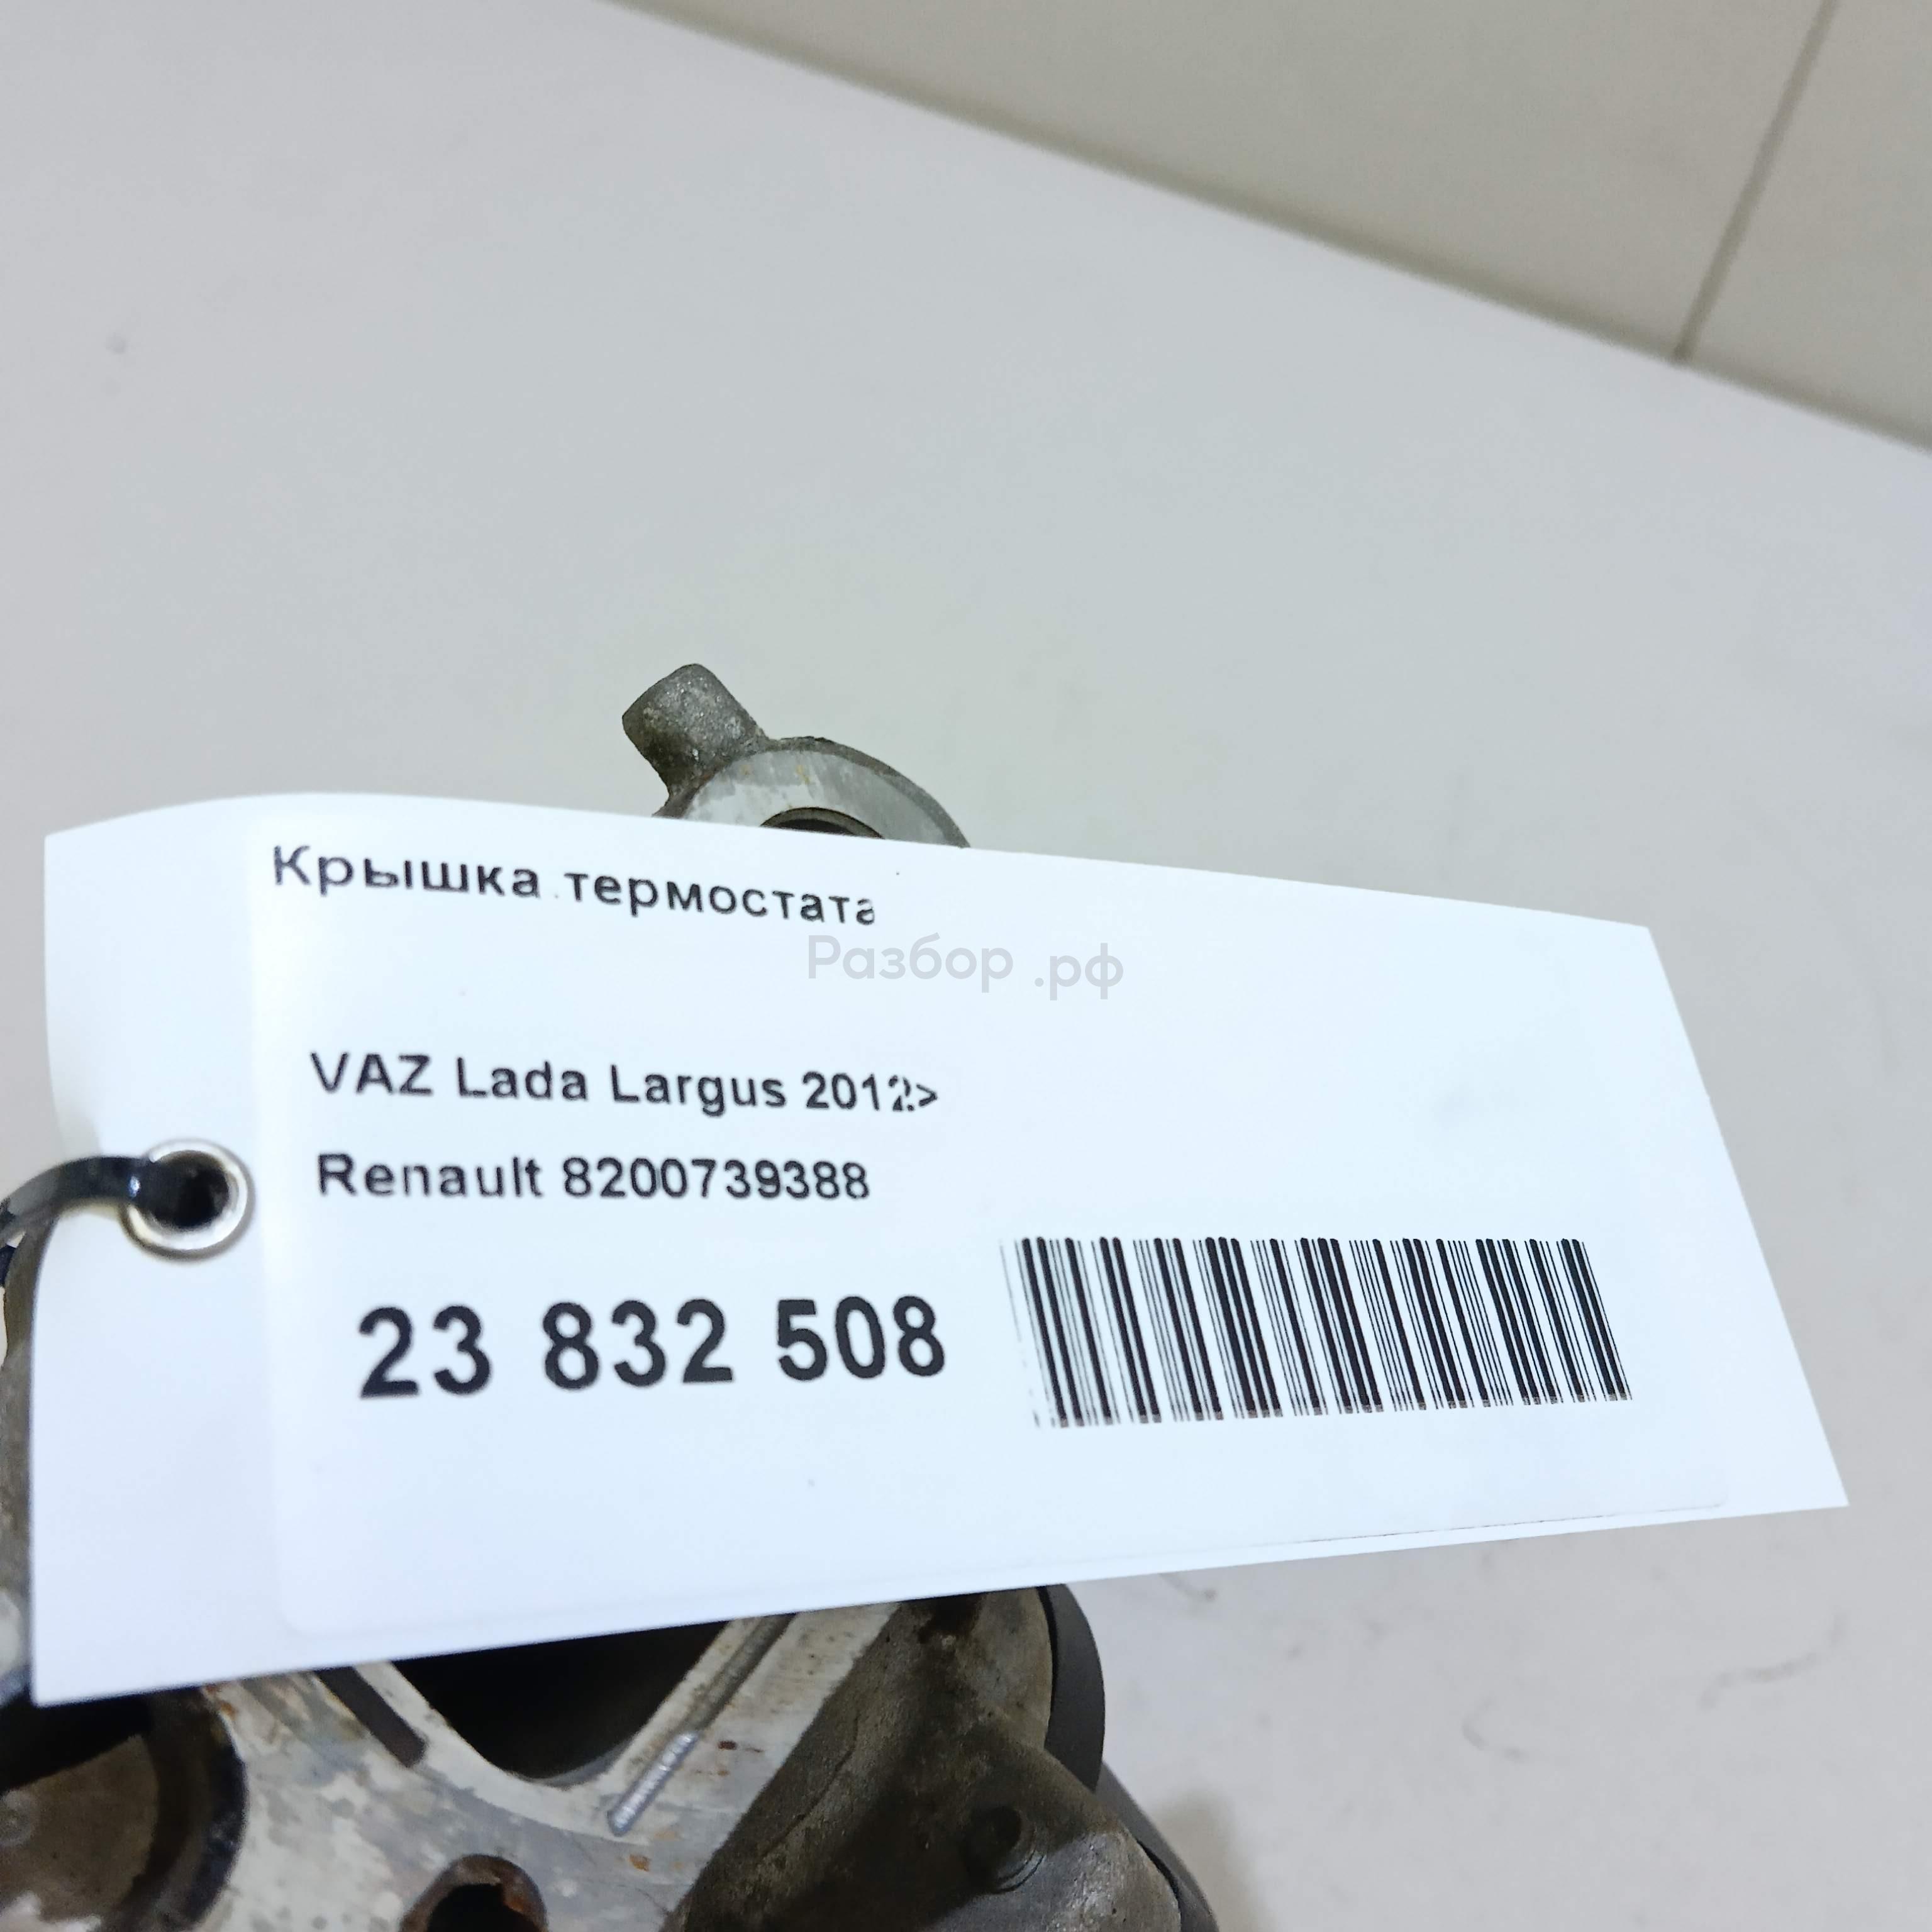 Крышка термостата
Разбор .рф
VAZ Lada Largus 2012>
Renault 8200739388
23 832 508